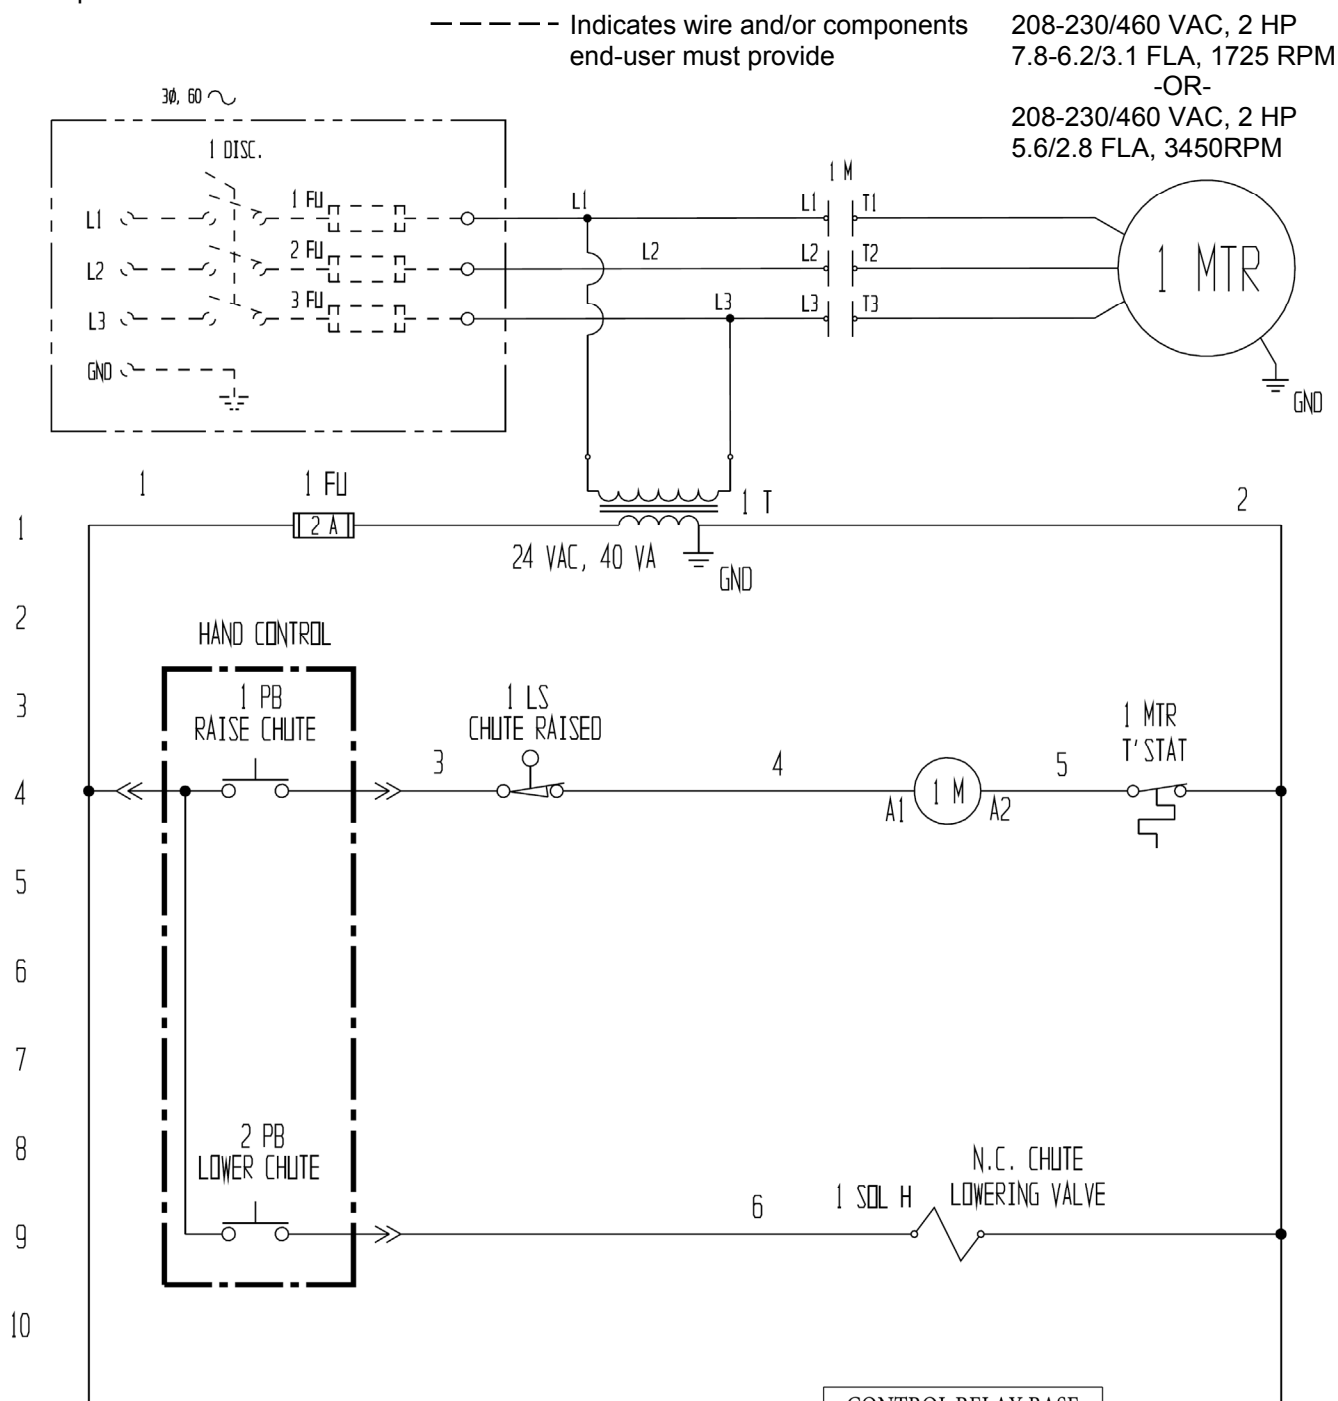 Indicates wire and/or components
end-user must provide
208-230/460 VAC, 2 HP
7.8-6.2/3.1 FLA, 1725 RPM
-OR-
208-230/460 VAC, 2 HP
5.6/2.8 FLA, 3450RPM
3Ø, 60
1 DISC.
L1
1 FU
L1
1 M
L1
T1
L2
2 FU
L2
L2
T2
1 MTR
L3
3 FU
L3
L3
T3
GND
GND
1
1 FU
1 T
2
1
2 A
24 VAC, 40 VA
GND
2
HAND CONTROL
3
1 PB
RAISE CHUTE
1 LS
CHUTE RAISED
1 MTR
T'STAT
3
4
5
4
A1
1 M
A2
5
6
7
8
2 PB
LOWER CHUTE
N.C. CHUTE
LOWERING VALVE
6
1 SOL H
9
10
CONTROL RELAY BASE